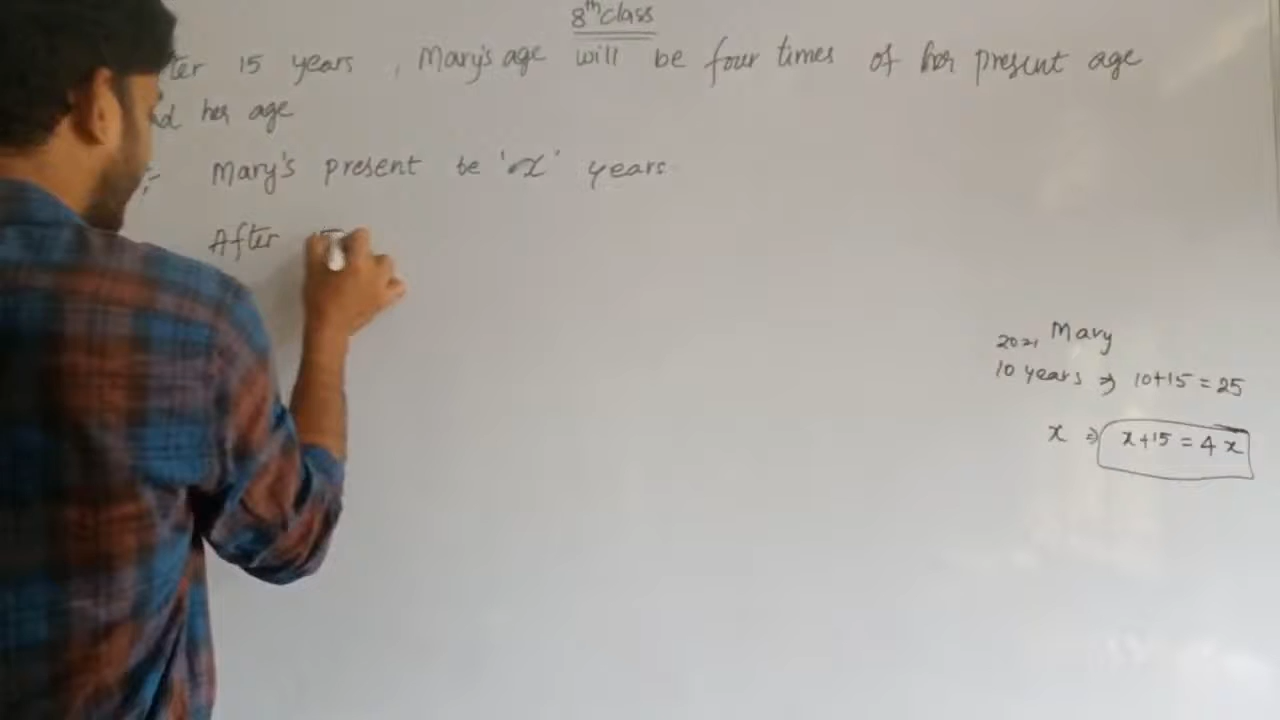 8th class
ter 15 years, Mary's age will be four times of her present age
her age
:- Mary's present be 'x' years.
After 15
2021 Mary
10 years ⇒ 10+15 = 25
x ⇒ x+15 = 4x